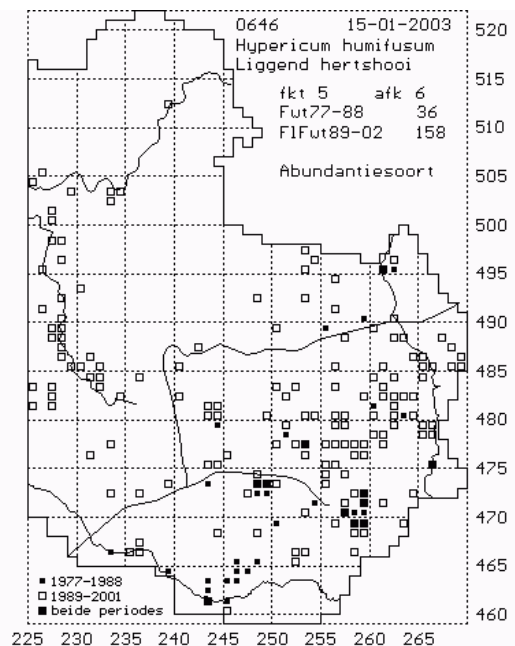 0646 15-01-2003
Hypericum humifusum
Liggend hertshooi
fkt 5 afk 6
Fut77-88 36
FlFut89-02 158
Abundantiesoort
520
515
510
505
500
495
490
485
480
475
470
465
460
1977-1988
1989-2001
beide periodes
225 230 235 240 245 250 255 260 265